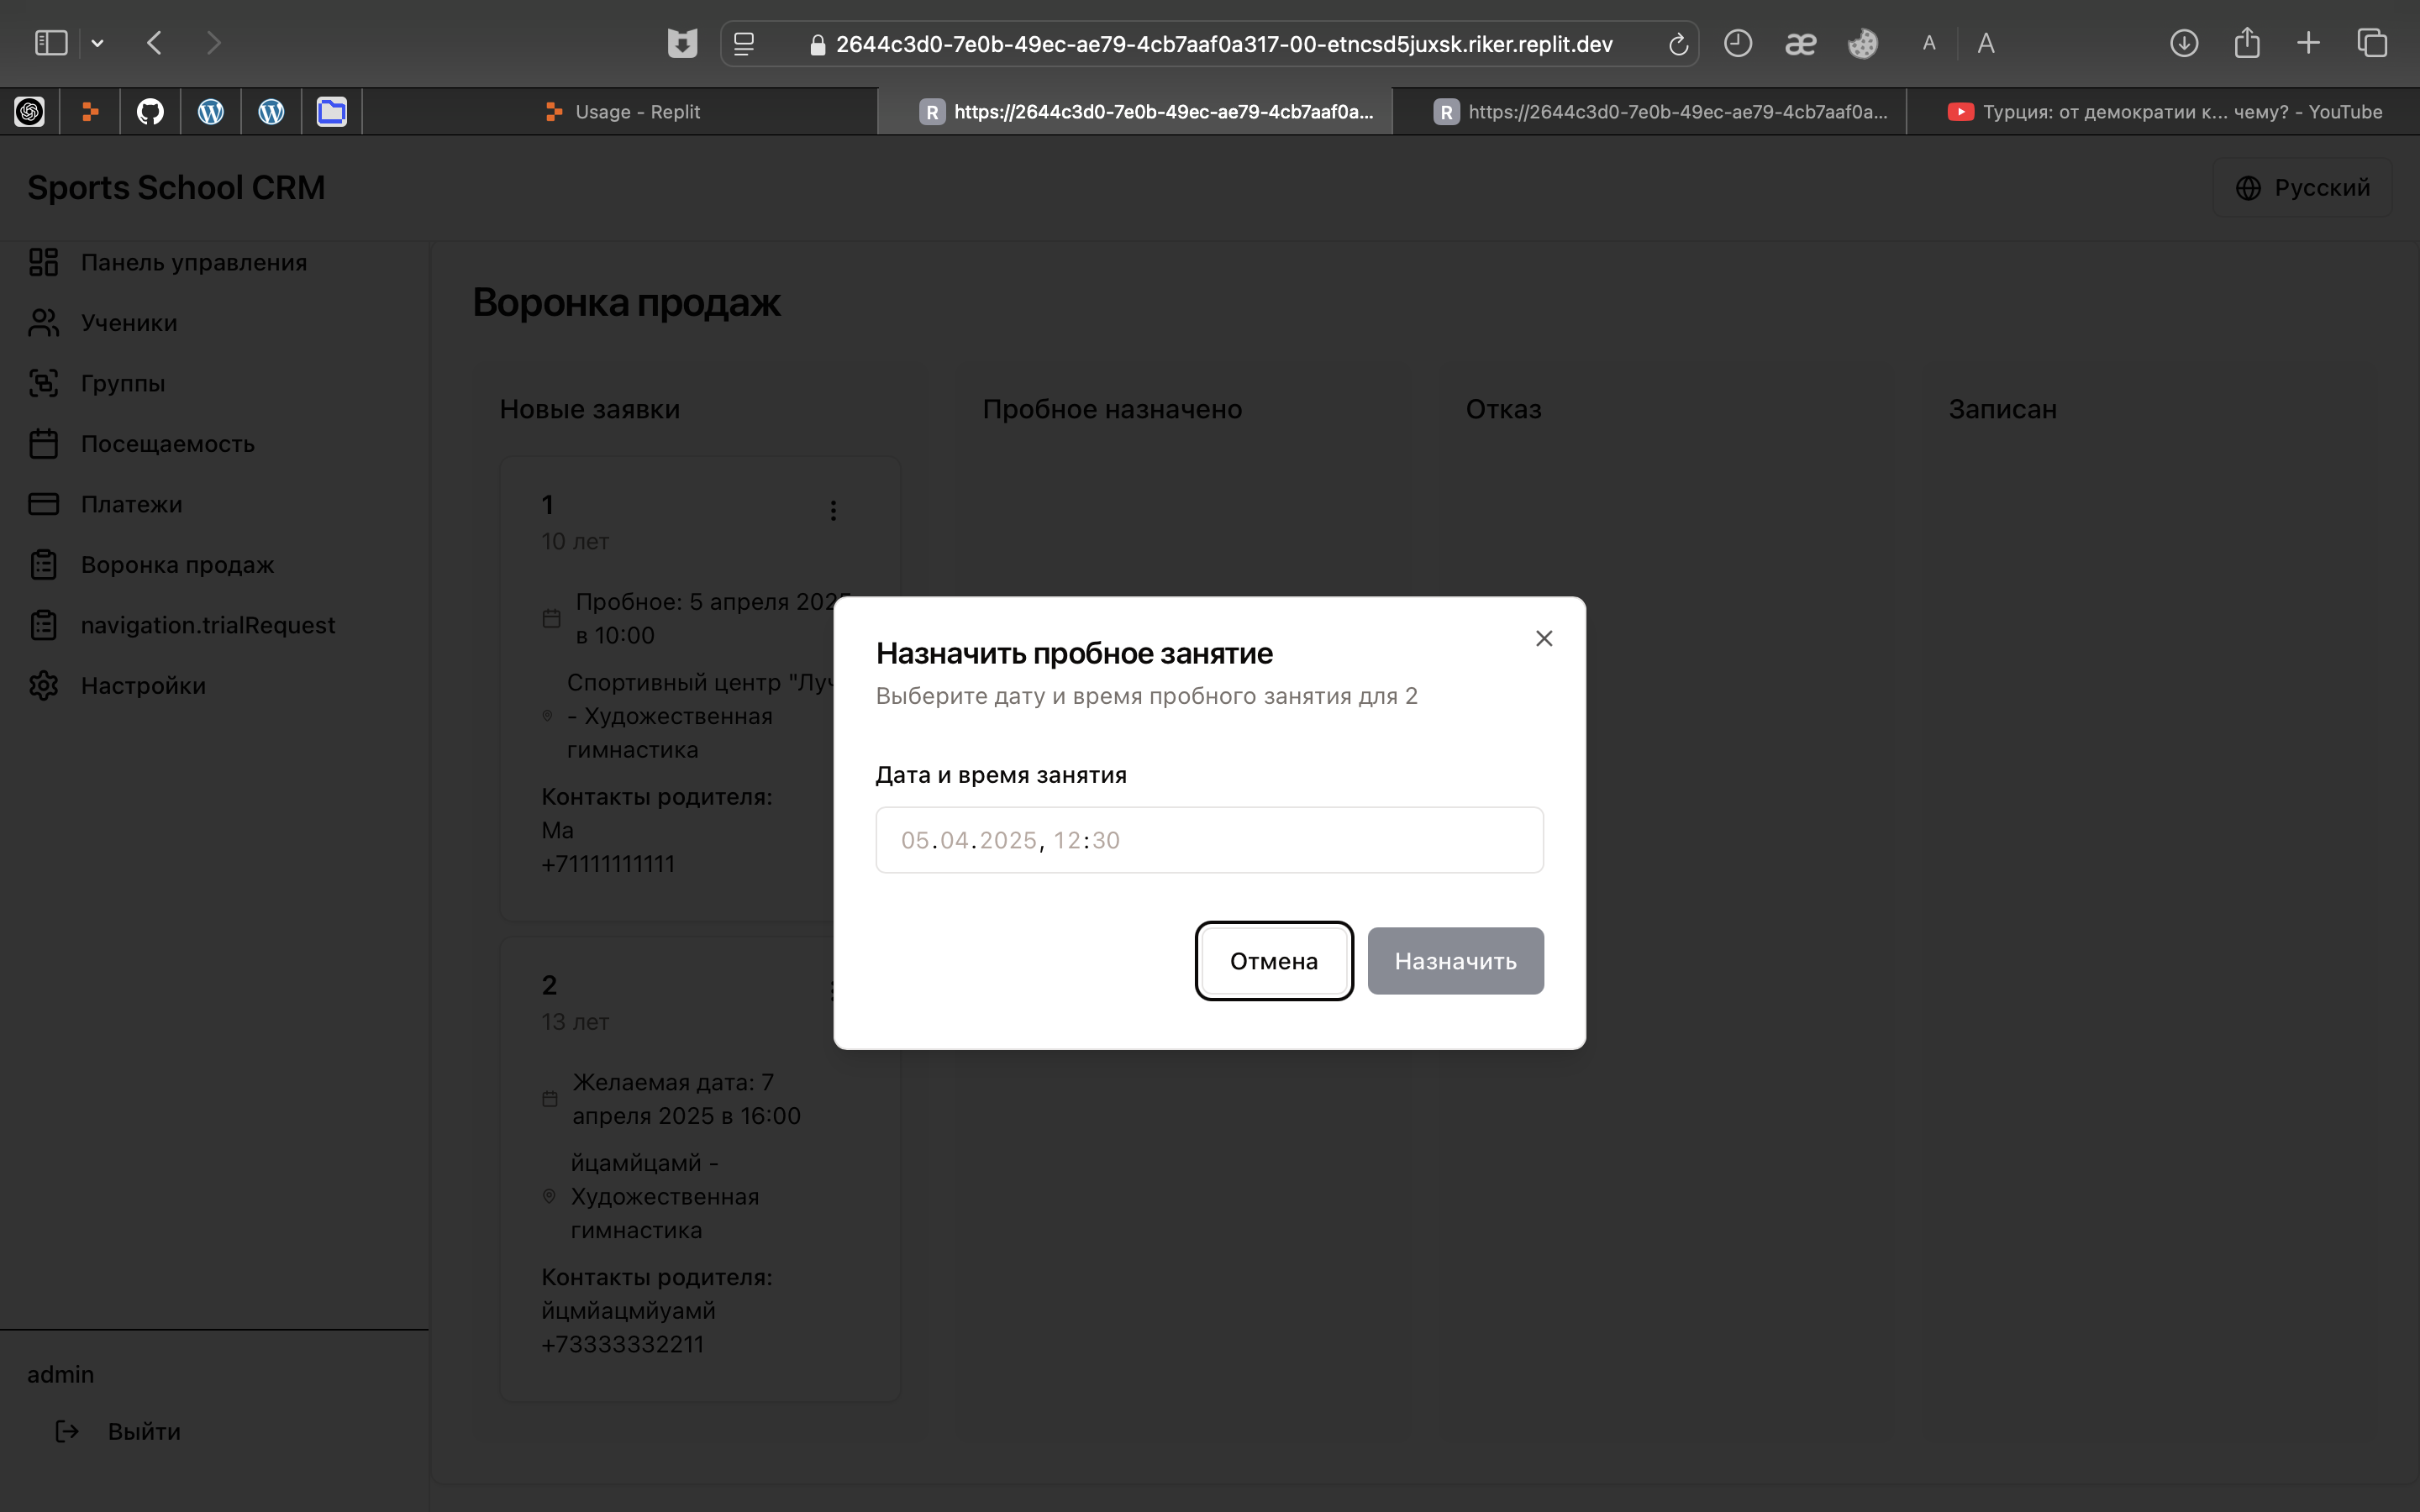 2644c3d0-7e0b-49ec-ae79-4cb7aaf0a317-00-etncsd5juxsk.riker.replit.dev
æ
A
A
Usage - Replit
R https://2644c3d0-7e0b-49ec-ae79-4cb7aaf0a...
R https://2644c3d0-7e0b-49ec-ae79-4cb7aaf0a...
Турция: от демократии к... чему? - YouTube
Sports School CRM
Русский
Панель управления
Ученики
Группы
Посещаемость
Платежи
Воронка продаж
navigation.trialRequest
Настройки
admin
Выйти
Воронка продаж
Новые заявки
Пробное назначено
Отказ
Записан
1
10 лет
Пробное: 5 апреля 2025
в 10:00
Спортивный центр "Луч
- Художественная
гимнастика
Контакты родителя:
Ма
+71111111111
2
13 лет
Желаемая дата: 7
апреля 2025 в 16:00
йцамйцамй -
Художественная
гимнастика
Контакты родителя:
йцмйацмйуамй
+73333332211
Назначить пробное занятие
Выберите дату и время пробного занятия для 2
Дата и время занятия
05.04.2025, 12:30
Отмена
Назначить